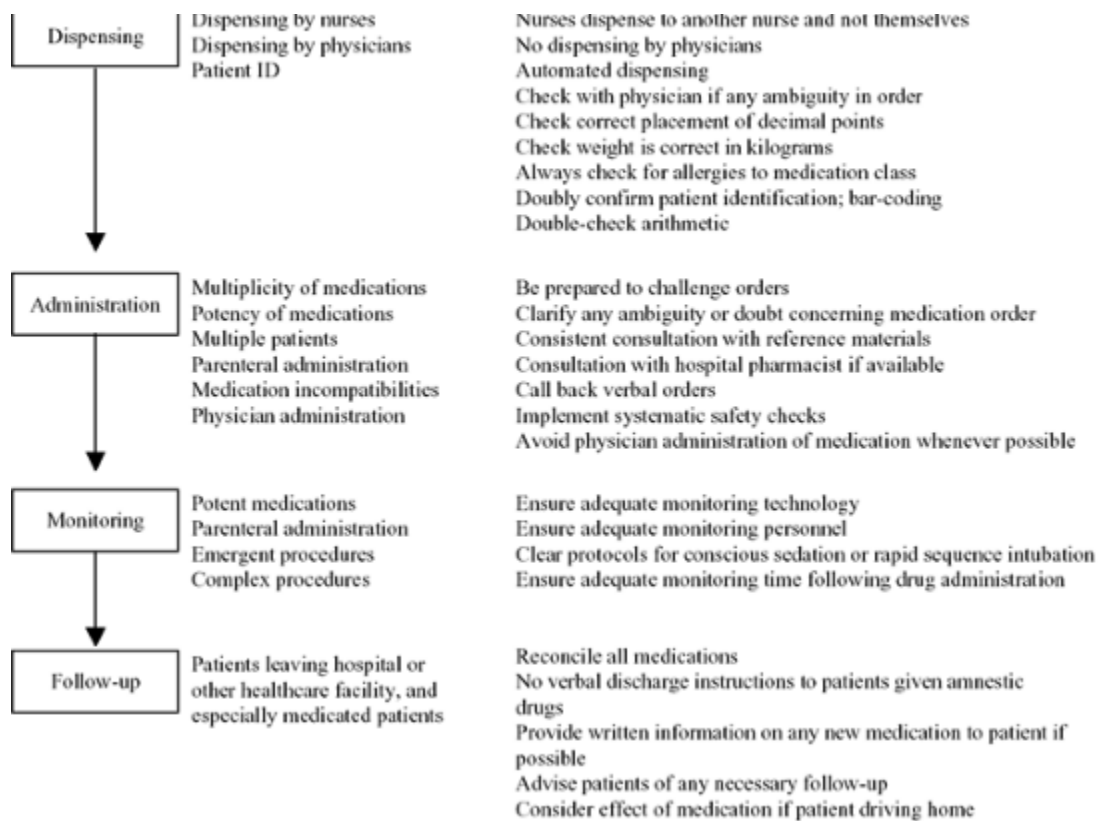 Dispensing
Dispensing by nurses
Dispensing by physicians
Patient ID
Nurses dispense to another nurse and not themselves
No dispensing by physicians
Automated dispensing
Check with physician if any ambiguity in order
Check correct placement of decimal points
Check weight is correct in kilograms
Always check for allergies to medication class
Doubly confirm patient identification; bar-coding
Double-check arithmetic
Administration
Multiplicity of medications
Potency of medications
Multiple patients
Parenteral administration
Medication incompatibilities
Physician administration
Be prepared to challenge orders
Clarify any ambiguity or doubt concerning medication order
Consistent consultation with reference materials
Consultation with hospital pharmacist if available
Call back verbal orders
Implement systematic safety checks
Avoid physician administration of medication whenever possible
Monitoring
Potent medications
Parenteral administration
Emergent procedures
Complex procedures
Ensure adequate monitoring technology
Ensure adequate monitoring personnel
Clear protocols for conscious sedation or rapid sequence intubation
Ensure adequate monitoring time following drug administration
Follow-up
Patients leaving hospital or
other healthcare facility, and
especially medicated patients
Reconcile all medications
No verbal discharge instructions to patients given amnestic
drugs
Provide written information on any new medication to patient if
possible
Advise patients of any necessary follow-up
Consider effect of medication if patient driving home